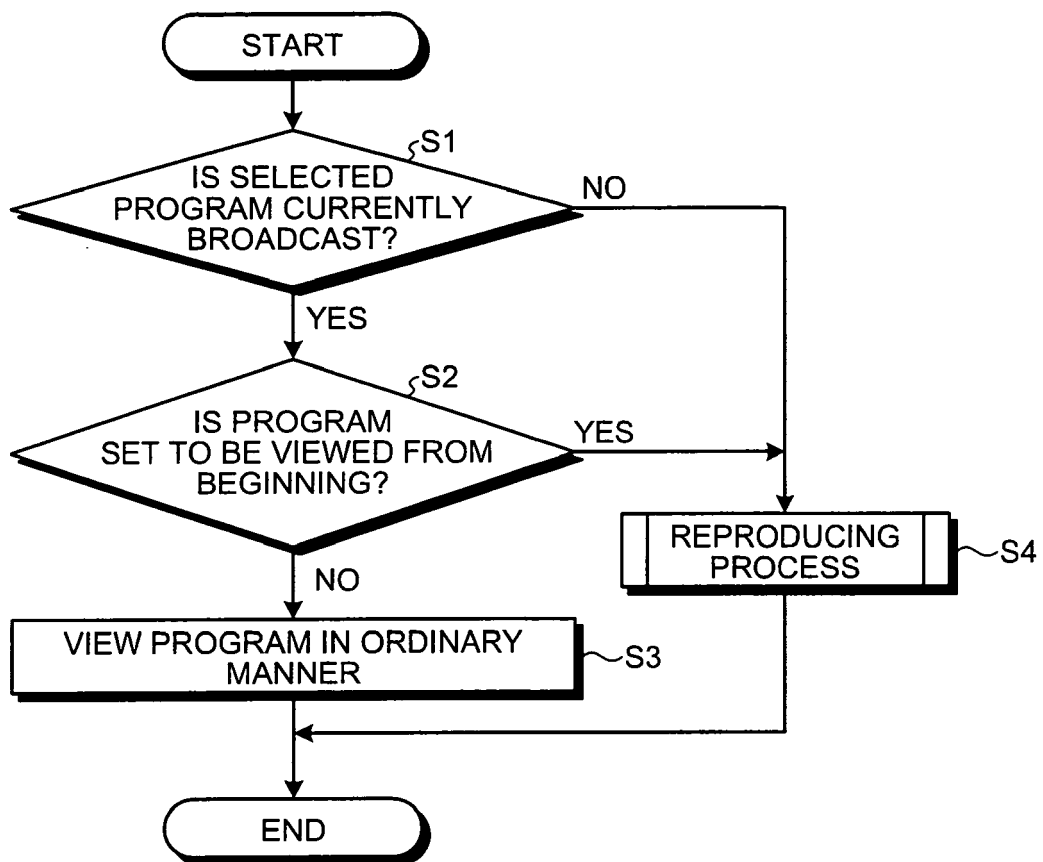 START
S1
IS SELECTED
PROGRAM CURRENTLY
BROADCAST?
NO
YES
S2
IS PROGRAM
SET TO BE VIEWED FROM
BEGINNING?
YES
REPRODUCING
PROCESS
S4
NO
VIEW PROGRAM IN ORDINARY
MANNER
S3
END